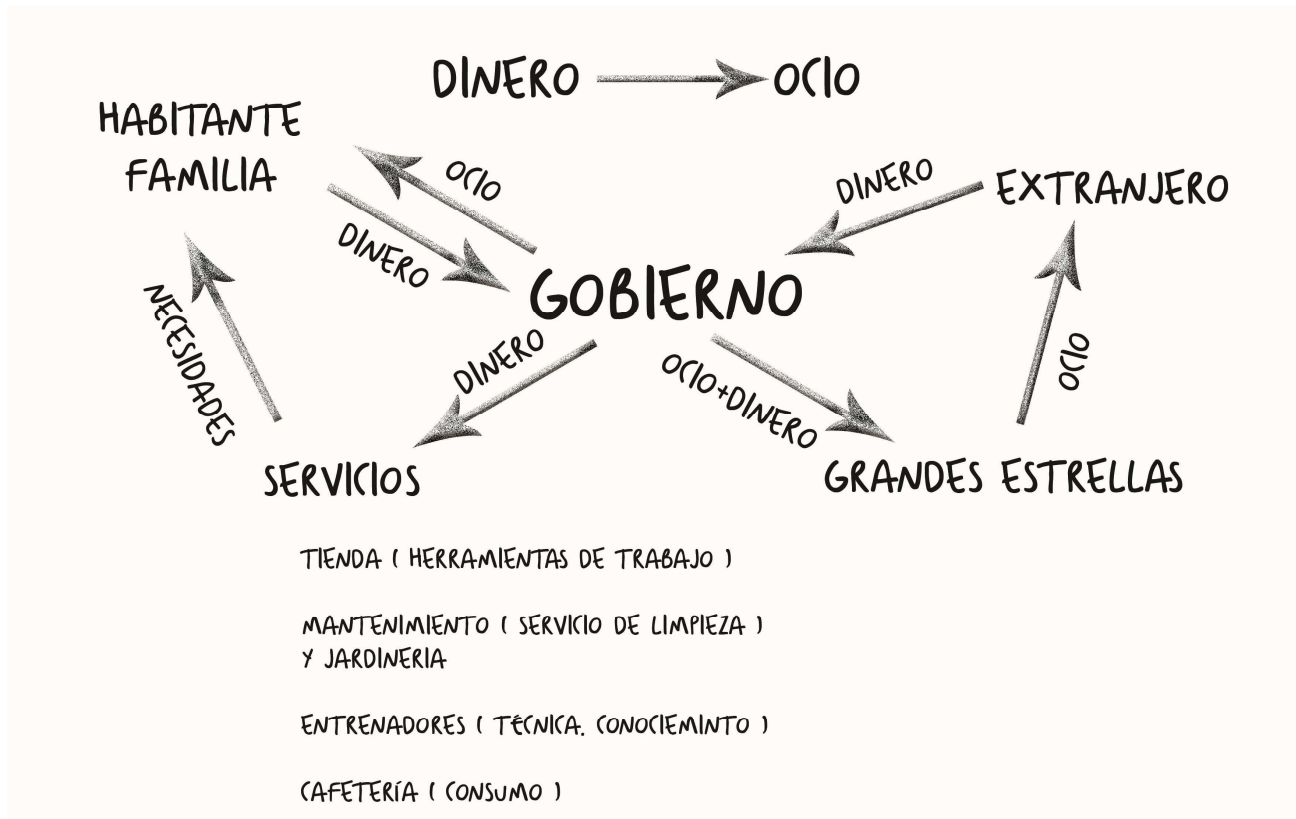 DINERO OCIO
HABITANTE
FAMILIA
OCIO
DINERO
DINERO
EXTRANJERO
GOBIERNO
NECESIDADES
DINERO
OCIO+DINERO
OCIO
SERVICIOS
GRANDES ESTRELLAS
TIENDA ( HERRAMIENTAS DE TRABAJO )
MANTENIMIENTO ( SERVICIO DE LIMPIEZA )
Y JARDINERIA
ENTRENADORES ( TÉCNICA. CONOCIEMINTO )
CAFETERÍA ( CONSUMO )